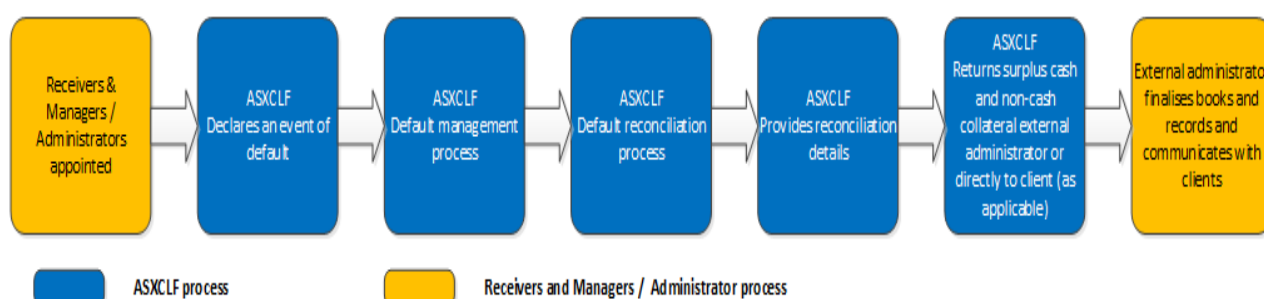 Receivers &
Managers /
Administrators
appointed
ASXCLF
Declares an event of
default
ASXCLF
Default management
process
ASXCLF
Default reconciliation
process
ASXCLF
Provides reconciliation
details
ASXCLF
Returns surplus cash
and non-cash
collateral external
administrator or
directly to client (as
applicable)
External administrato
finalises books and
records and
communicates with
clients
ASXCLF process
Receivers and Managers / Administrator process